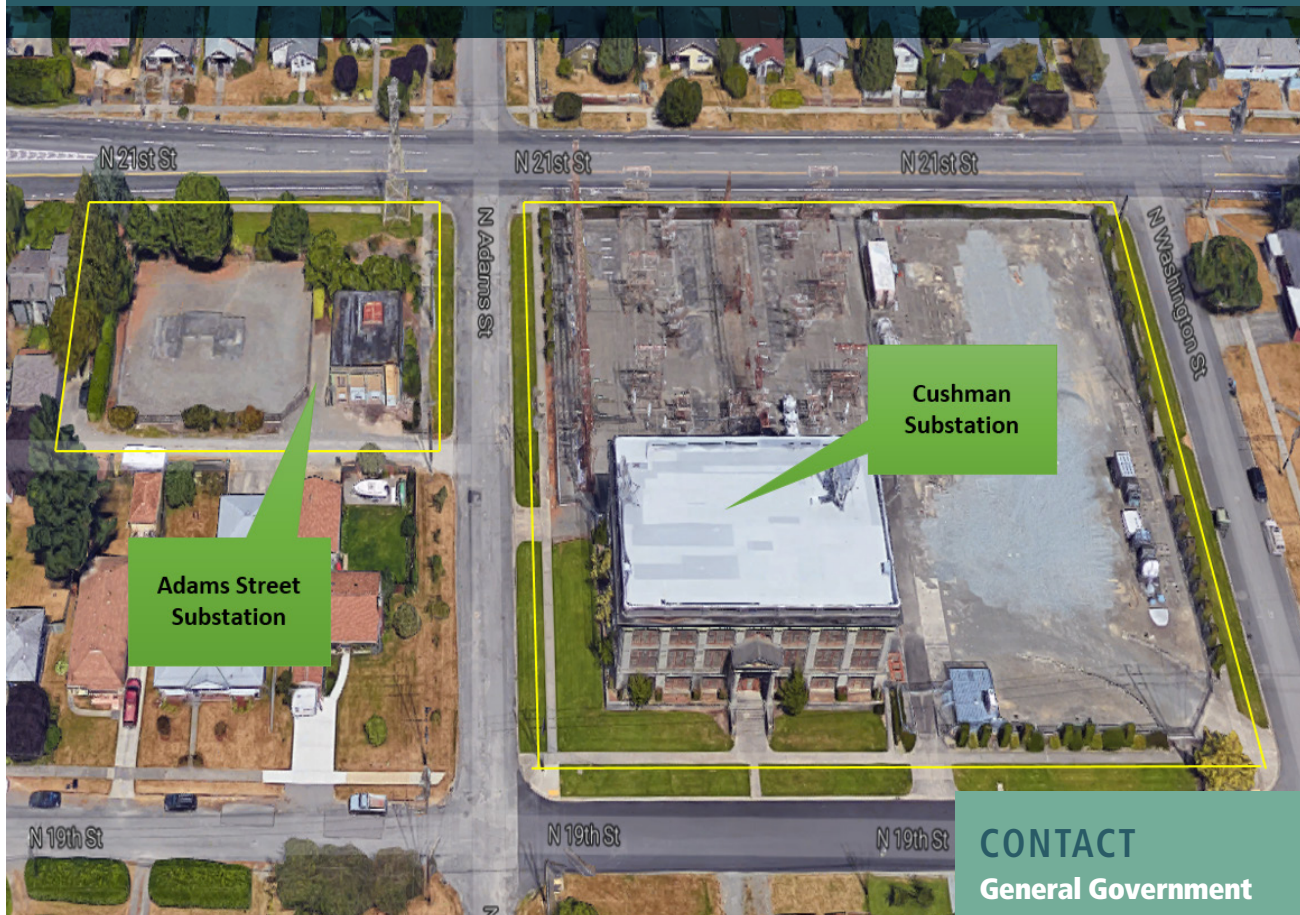 N 21st St
N 21st St
N 21st St
N Adams St
N Washington St
Cushman
Substation
Adams Street
Substation
N 19th St
N 19th St
N 19th St
N
CONTACT
General Government